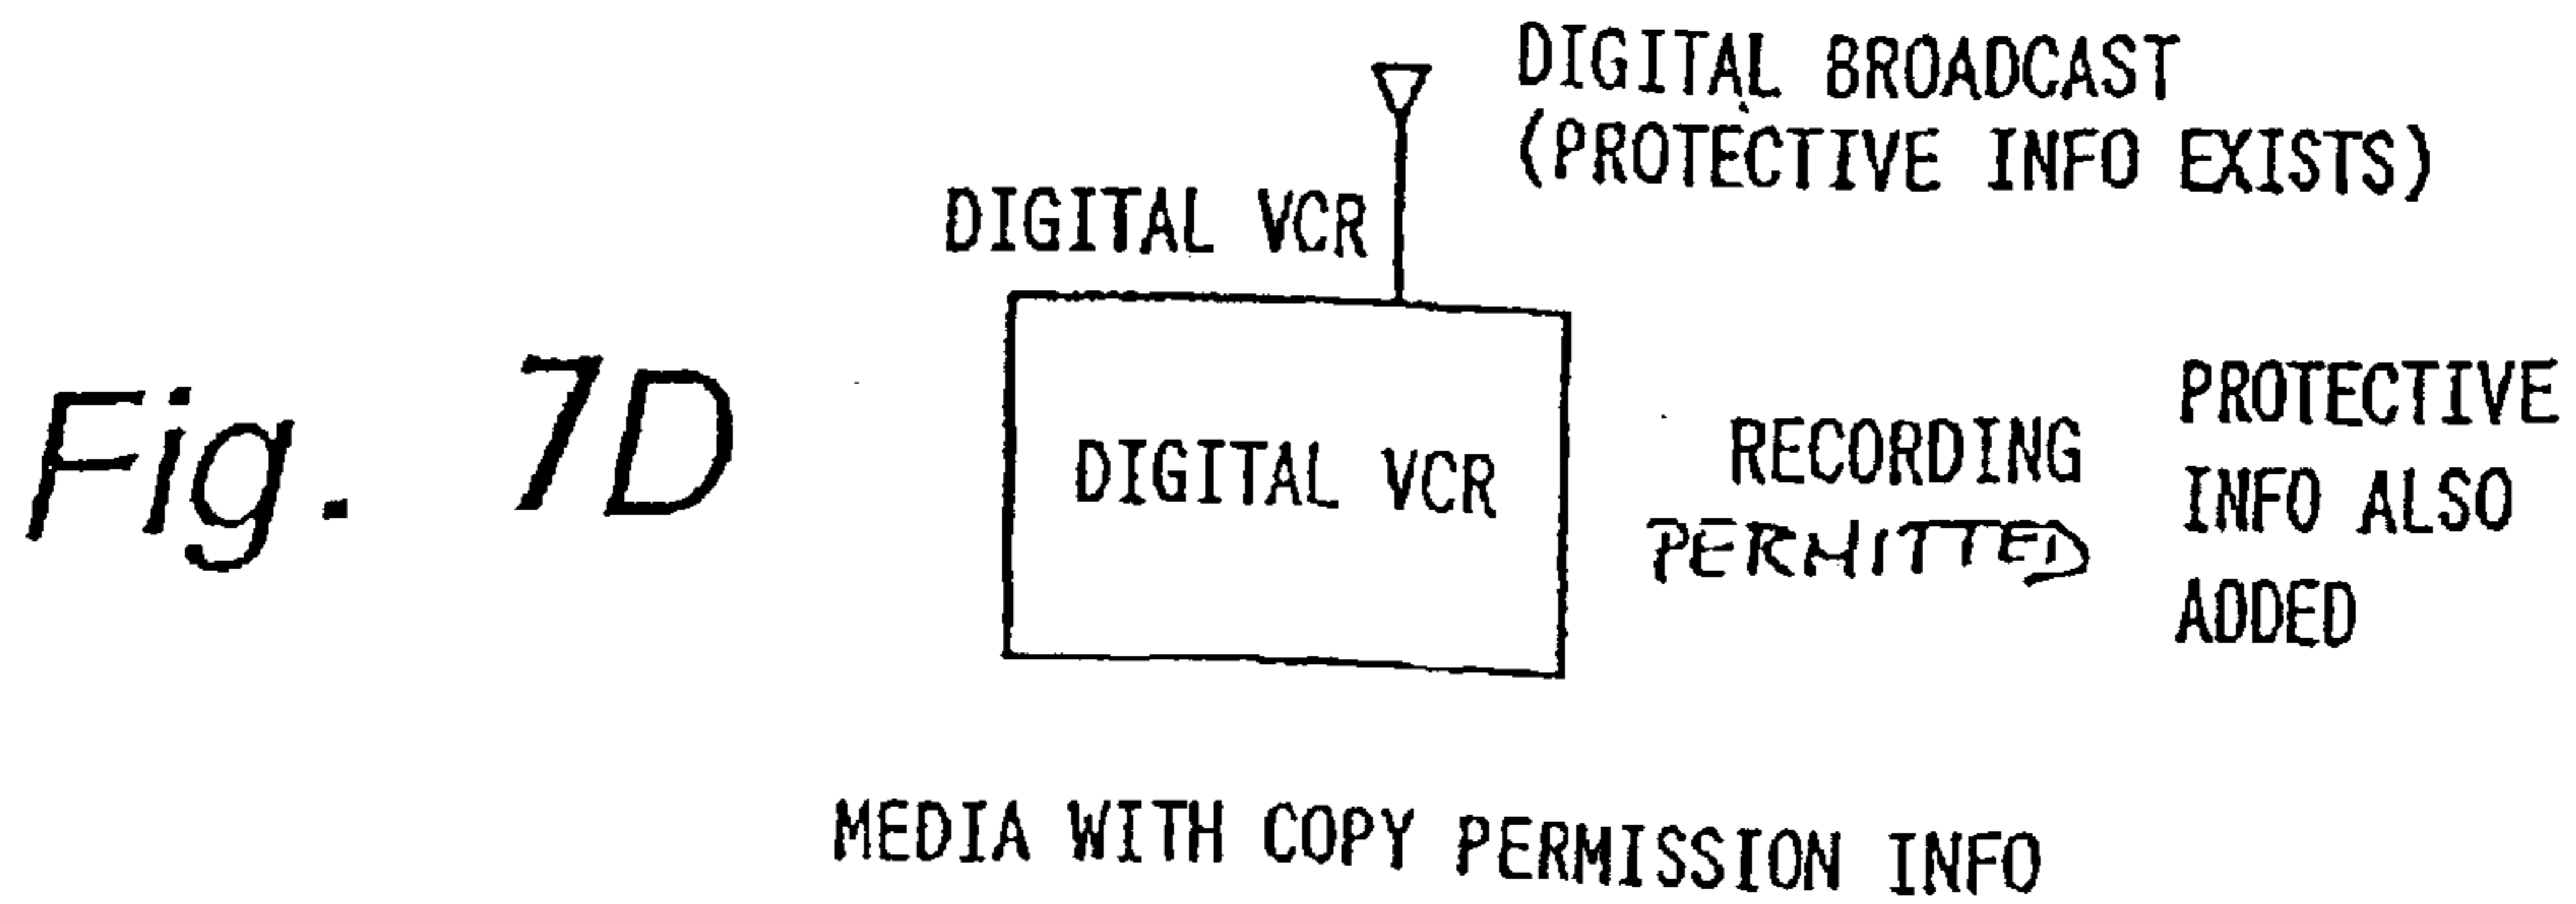 DIGITAL BROADCAST
(PROTECTIVE INFO EXISTS)
DIGITAL VCR
Fig. 7D
DIGITAL VCR
RECORDING
PERMITTED
PROTECTIVE
INFO ALSO
ADDED
MEDIA WITH COPY PERMISSION INFO